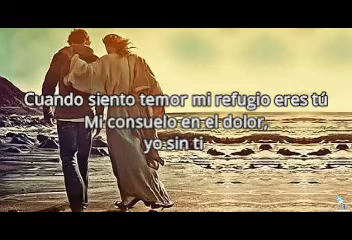 Cuando siento temor mi refugio eres tú
Mi consuelo en el dolor,
yo sin ti